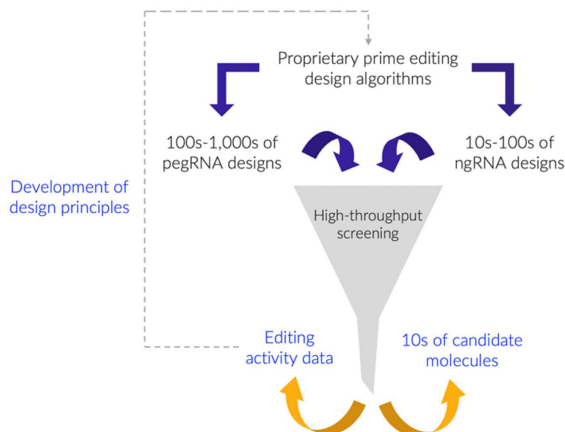 Proprietary prime editing
design algorithms
100s-1,000s of
pegRNA designs
10s-100s of
ngRNA designs
Development of
design principles
High-throughput
screening
Editing
activity data
10s of candidate
molecules